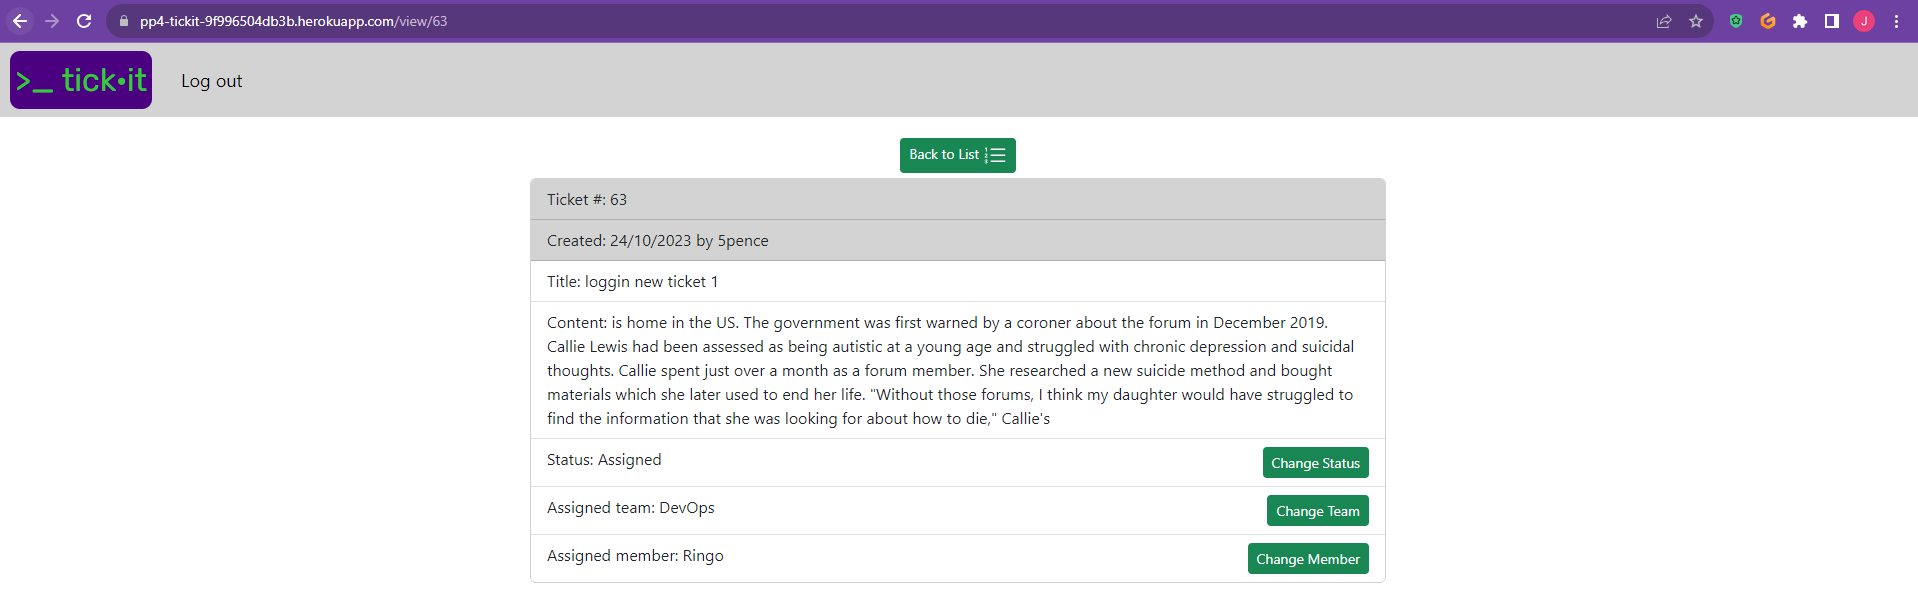 pp4-tickit-9f996504db3b.herokuapp.com/view/63
J
>_ tick•it
Log out
Back to List
Ticket #: 63
Created: 24/10/2023 by 5pence
Title: loggin new ticket 1
Content: is home in the US. The government was first warned by a coroner about the forum in December 2019.
Callie Lewis had been assessed as being autistic at a young age and struggled with chronic depression and suicidal
thoughts. Callie spent just over a month as a forum member. She researched a new suicide method and bought
materials which she later used to end her life. "Without those forums, I think my daughter would have struggled to
find the information that she was looking for about how to die," Callie's
Status: Assigned
Change Status
Assigned team: DevOps
Change Team
Assigned member: Ringo
Change Member